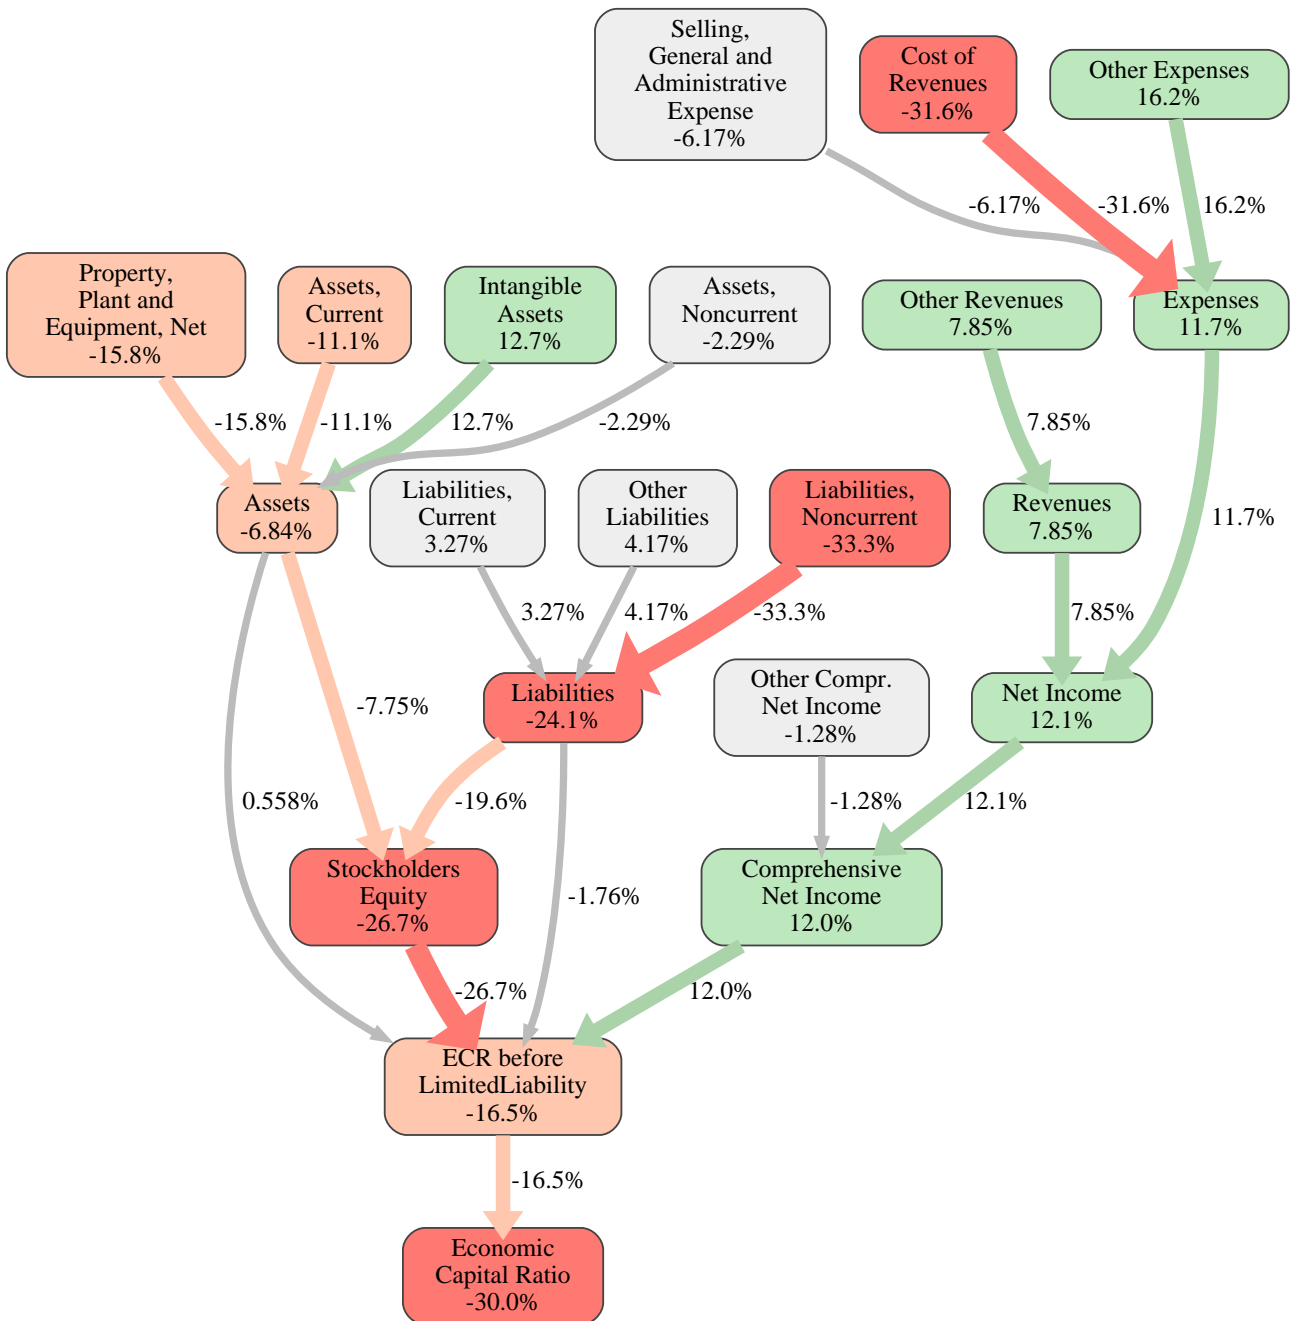 Selling,
General and
Administrative
Expense
-6.17%
Cost of
Revenues
-31.6%
Other Expenses
16.2%
-6.17%
-31.6%
16.2%
Property,
Plant and
Equipment, Net
-15.8%
Assets,
Current
-11.1%
Intangible
Assets
12.7%
Assets,
Noncurrent
-2.29%
Other Revenues
7.85%
Expenses
11.7%
-15.8%
-11.1%
12.7%
-2.29%
7.85%
Assets
-6.84%
Liabilities,
Current
3.27%
Other
Liabilities
4.17%
Liabilities,
Noncurrent
-33.3%
Revenues
7.85%
11.7%
3.27%
4.17%
-33.3%
7.85%
-7.75%
Liabilities
-24.1%
Other Compr.
Net Income
-1.28%
Net Income
12.1%
0.558%
-19.6%
-1.28%
12.1%
Stockholders
Equity
-26.7%
-1.76%
Comprehensive
Net Income
12.0%
-26.7%
12.0%
ECR before
LimitedLiability
-16.5%
-16.5%
Economic
Capital Ratio
-30.0%